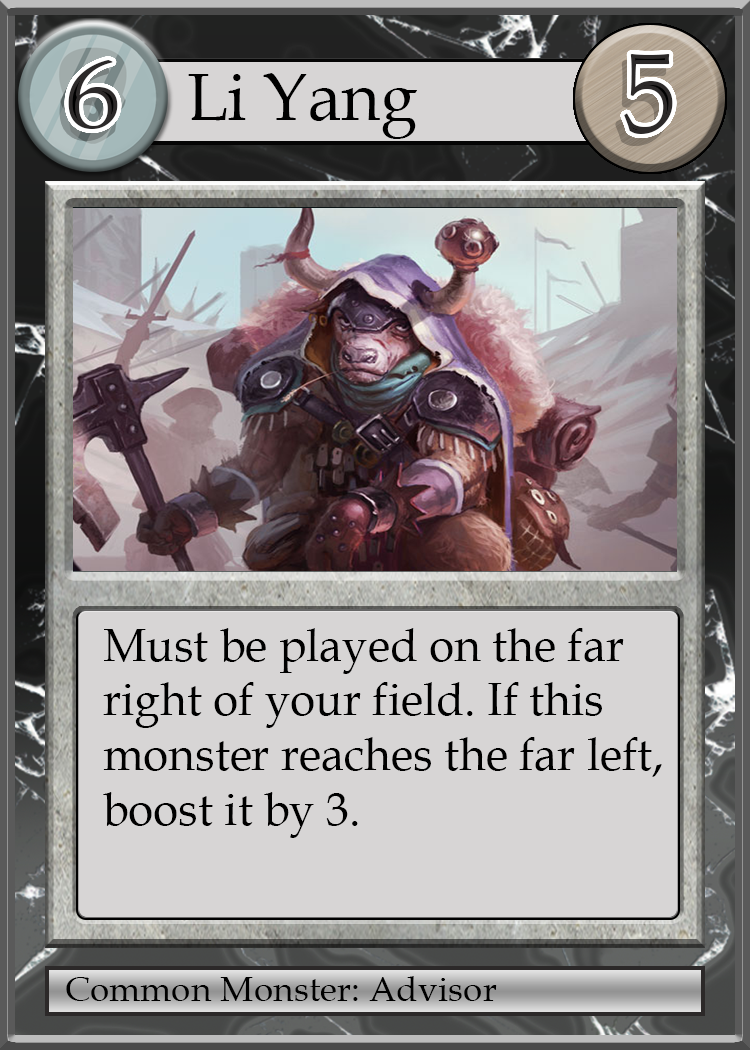 6
Li Yang
5
Must be played on the far
right of your field. If this
monster reaches the far left,
boost it by 3.
Common Monster: Advisor